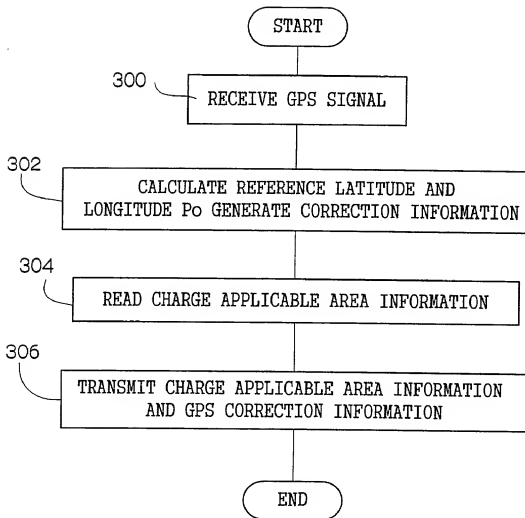 START
300
RECEIVE GPS SIGNAL
302
CALCULATE REFERENCE LATITUDE AND
LONGITUDE Po GENERATE CORRECTION INFORMATION
304
READ CHARGE APPLICABLE AREA INFORMATION
306
TRANSMIT CHARGE APPLICABLE AREA INFORMATION
AND GPS CORRECTION INFORMATION
END